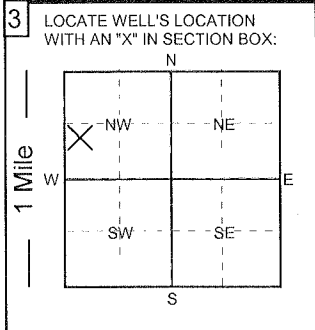 3 LOCATE WELL'S LOCATION
WITH AN "X" IN SECTION BOX:
N
NW NE
X
1 Mile
W E
SW SE
S